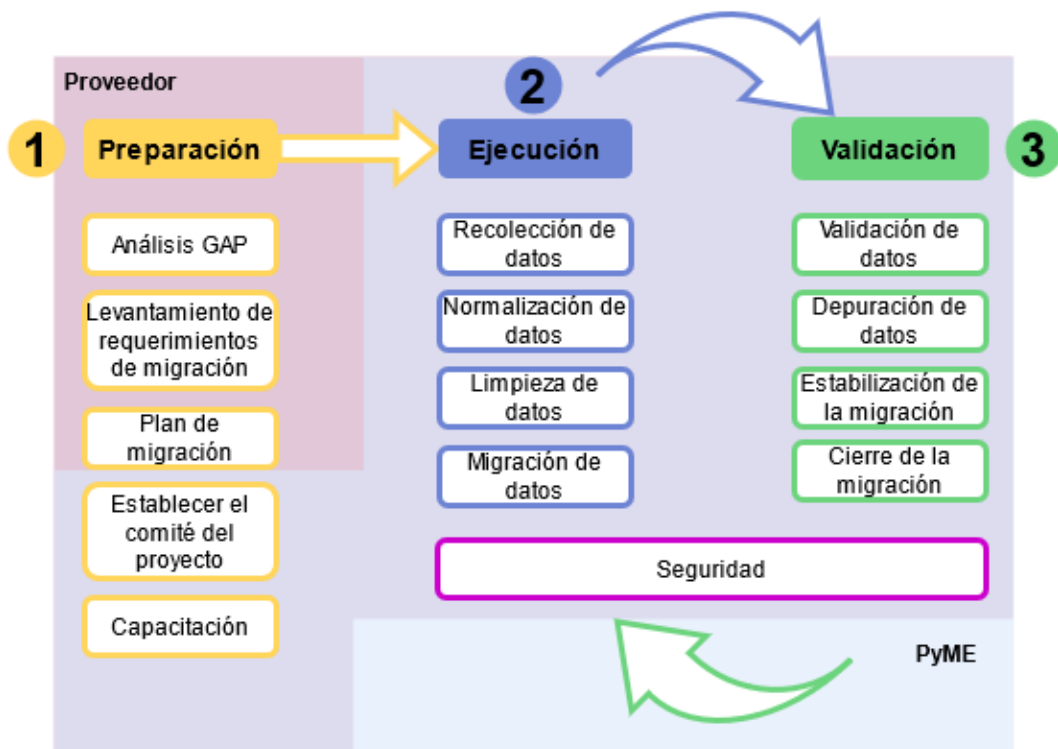 Proveedor
1
Preparación
2
Ejecución
Validación
3
Análisis GAP
Levantamiento de
requerimientos
de migración
Plan de
migración
Establecer el
comité del
proyecto
Capacitación
Recolección de
datos
Normalización de
datos
Limpieza de
datos
Migración de
datos
Validación de
datos
Depuración de
datos
Estabilización de
la migración
Cierre de la
migración
Seguridad
PyME